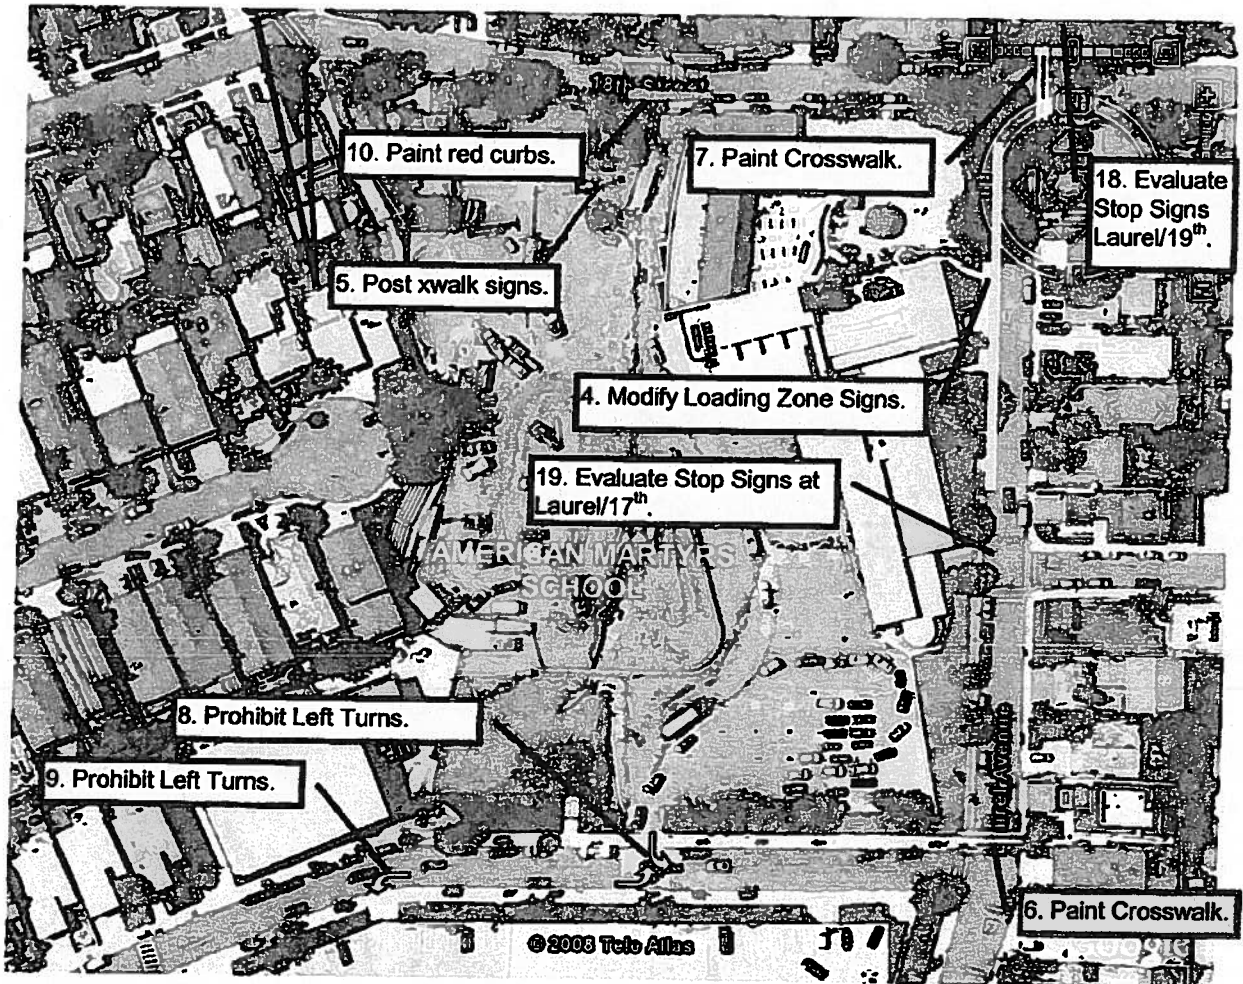 18th Street
10. Paint red curbs.
7. Paint Crosswalk.
18. Evaluate
Stop Signs
Laurel/19th.
5. Post xwalk signs.
4. Modify Loading Zone Signs.
19. Evaluate Stop Signs at
Laurel/17th.
AMERICAN MARTYRS
SCHOOL
8. Prohibit Left Turns.
9. Prohibit Left Turns.
Laurel Avenue
6. Paint Crosswalk.
© 2008 Tele Atlas
Google